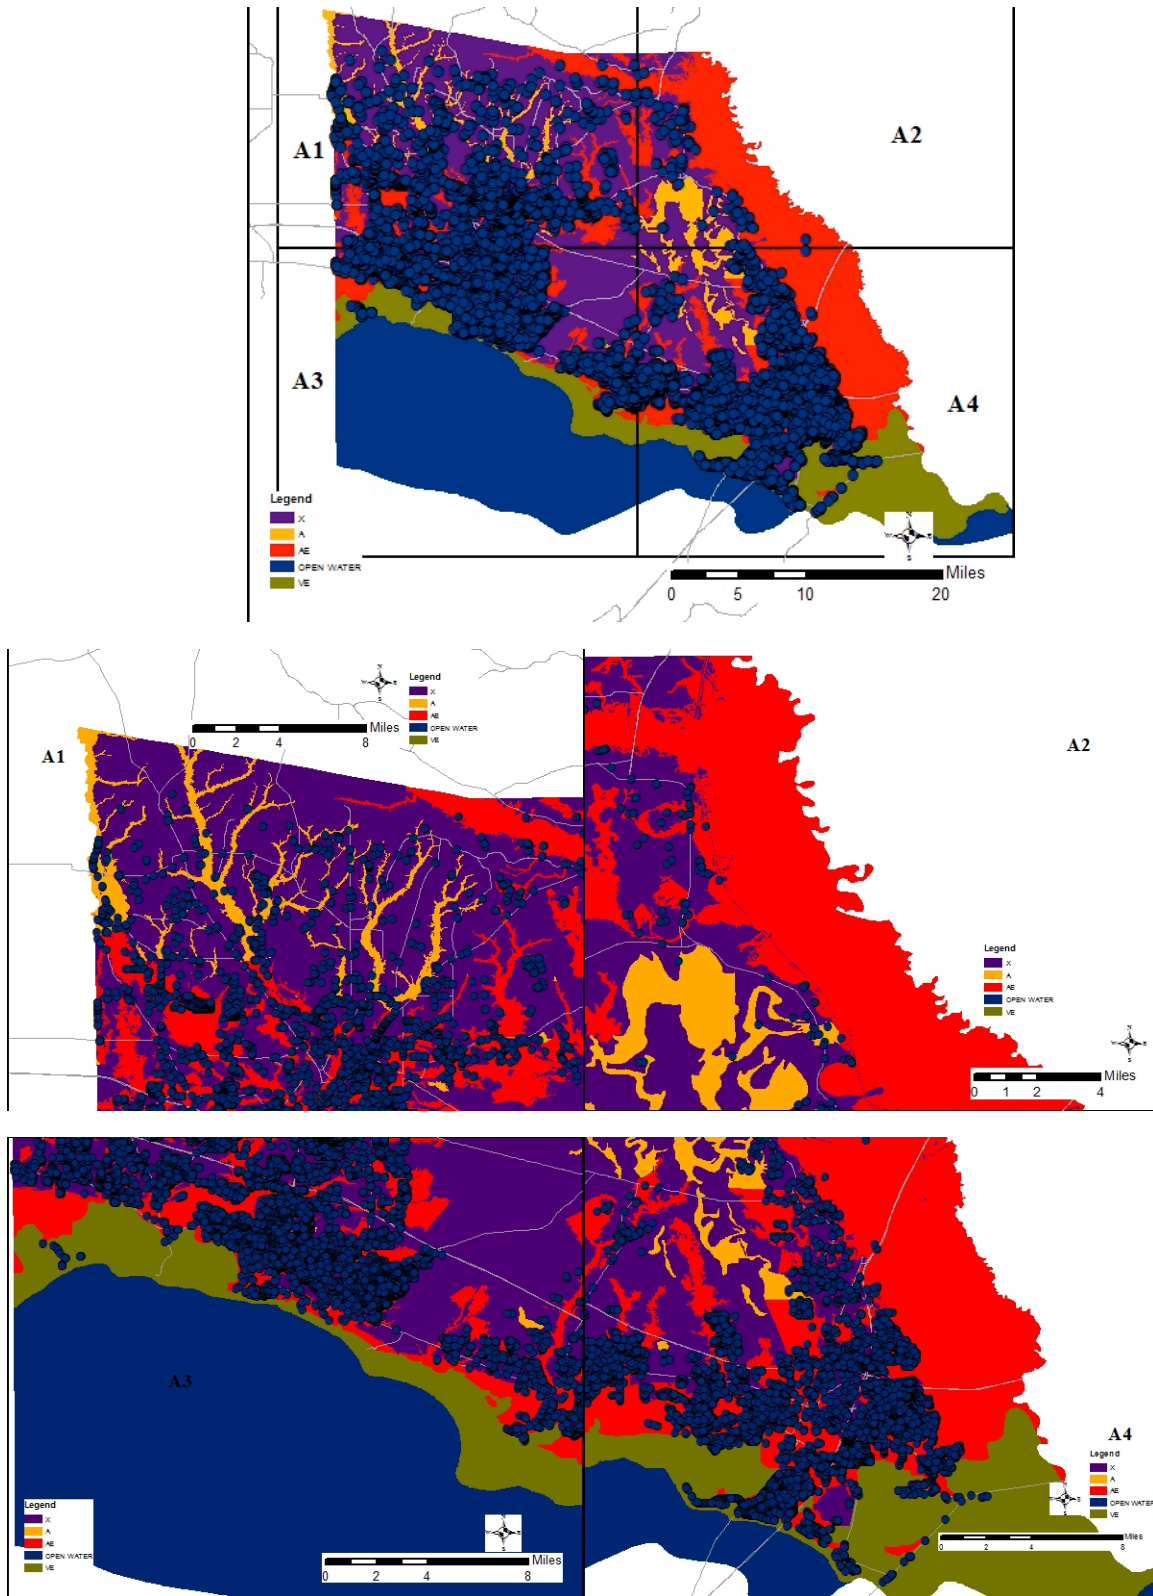 A1
A2
A3
A4
Legend
X
A
AE
OPEN WATER
VE
N
S
Miles
0 5 10 20
A1
N
W E
S
Legend
X
A
AE
OPEN WATER
VE
Miles
0 2 4 8
A2
Legend
X
A
AE
OPEN WATER
VE
N
W E
S
Miles
0 1 2 4
A3
Legend
X
A
AE
OPEN WATER
VE
N
W E
S
Miles
0 2 4 8
A4
Legend
X
A
AE
OPEN WATER
VE
N
S
Miles
0 2 4 8